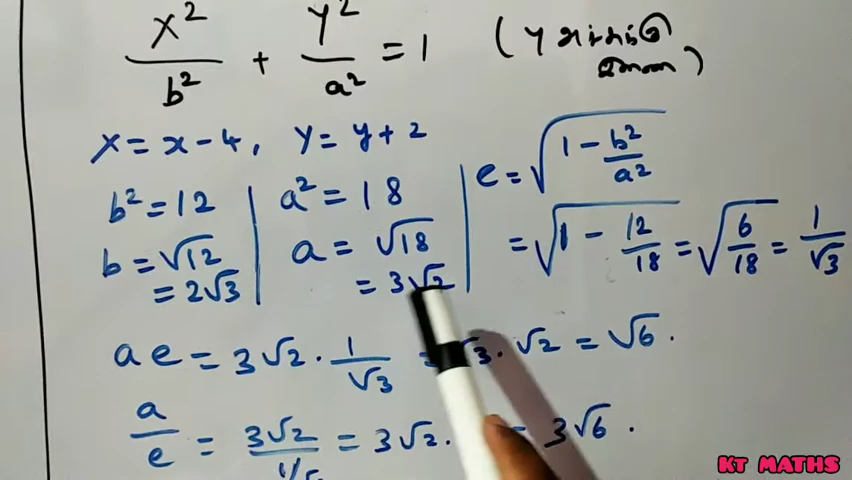 x²/b² + y²/a² = 1 (y
X = x - 4, Y = y + 2
b² = 12 | a² = 18 | e = √(1 - b²/a²)
b = √12 | a = √18 | = √(1 - 12/18) = √(6/18) = 1/√3
= 2√3 | = 3√2
ae = 3√2 · 1/√3 = √3 · √2 = √6.
a/e = 3√2/(1/√ = 3√2 · = 3√6.
KT MATHS